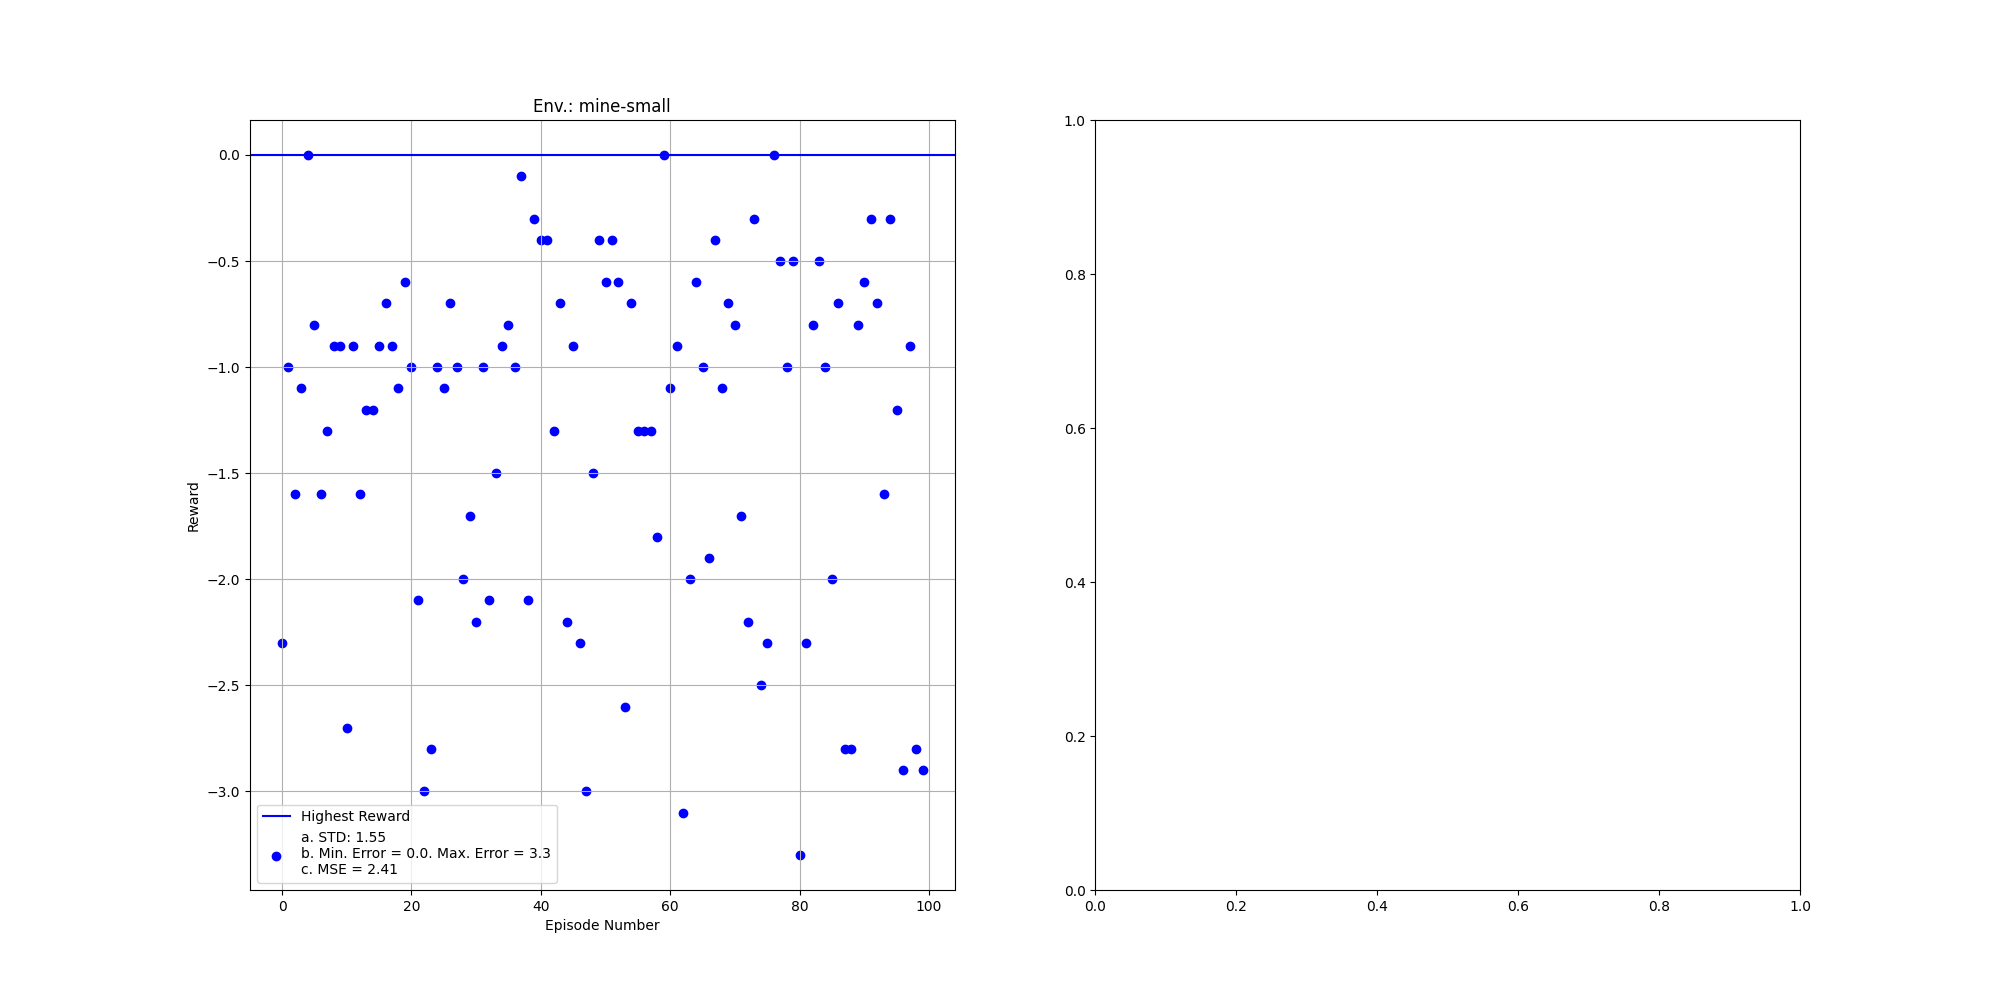 Env.: mine-small
0.0
−0.5
−1.0
−1.5
−2.0
−2.5
−3.0
Reward
Highest Reward
a. STD: 1.55
b. Min. Error = 0.0. Max. Error = 3.3
c. MSE = 2.41
0 20 40 60 80 100
Episode Number
1.0
0.8
0.6
0.4
0.2
0.0
0.0 0.2 0.4 0.6 0.8 1.0